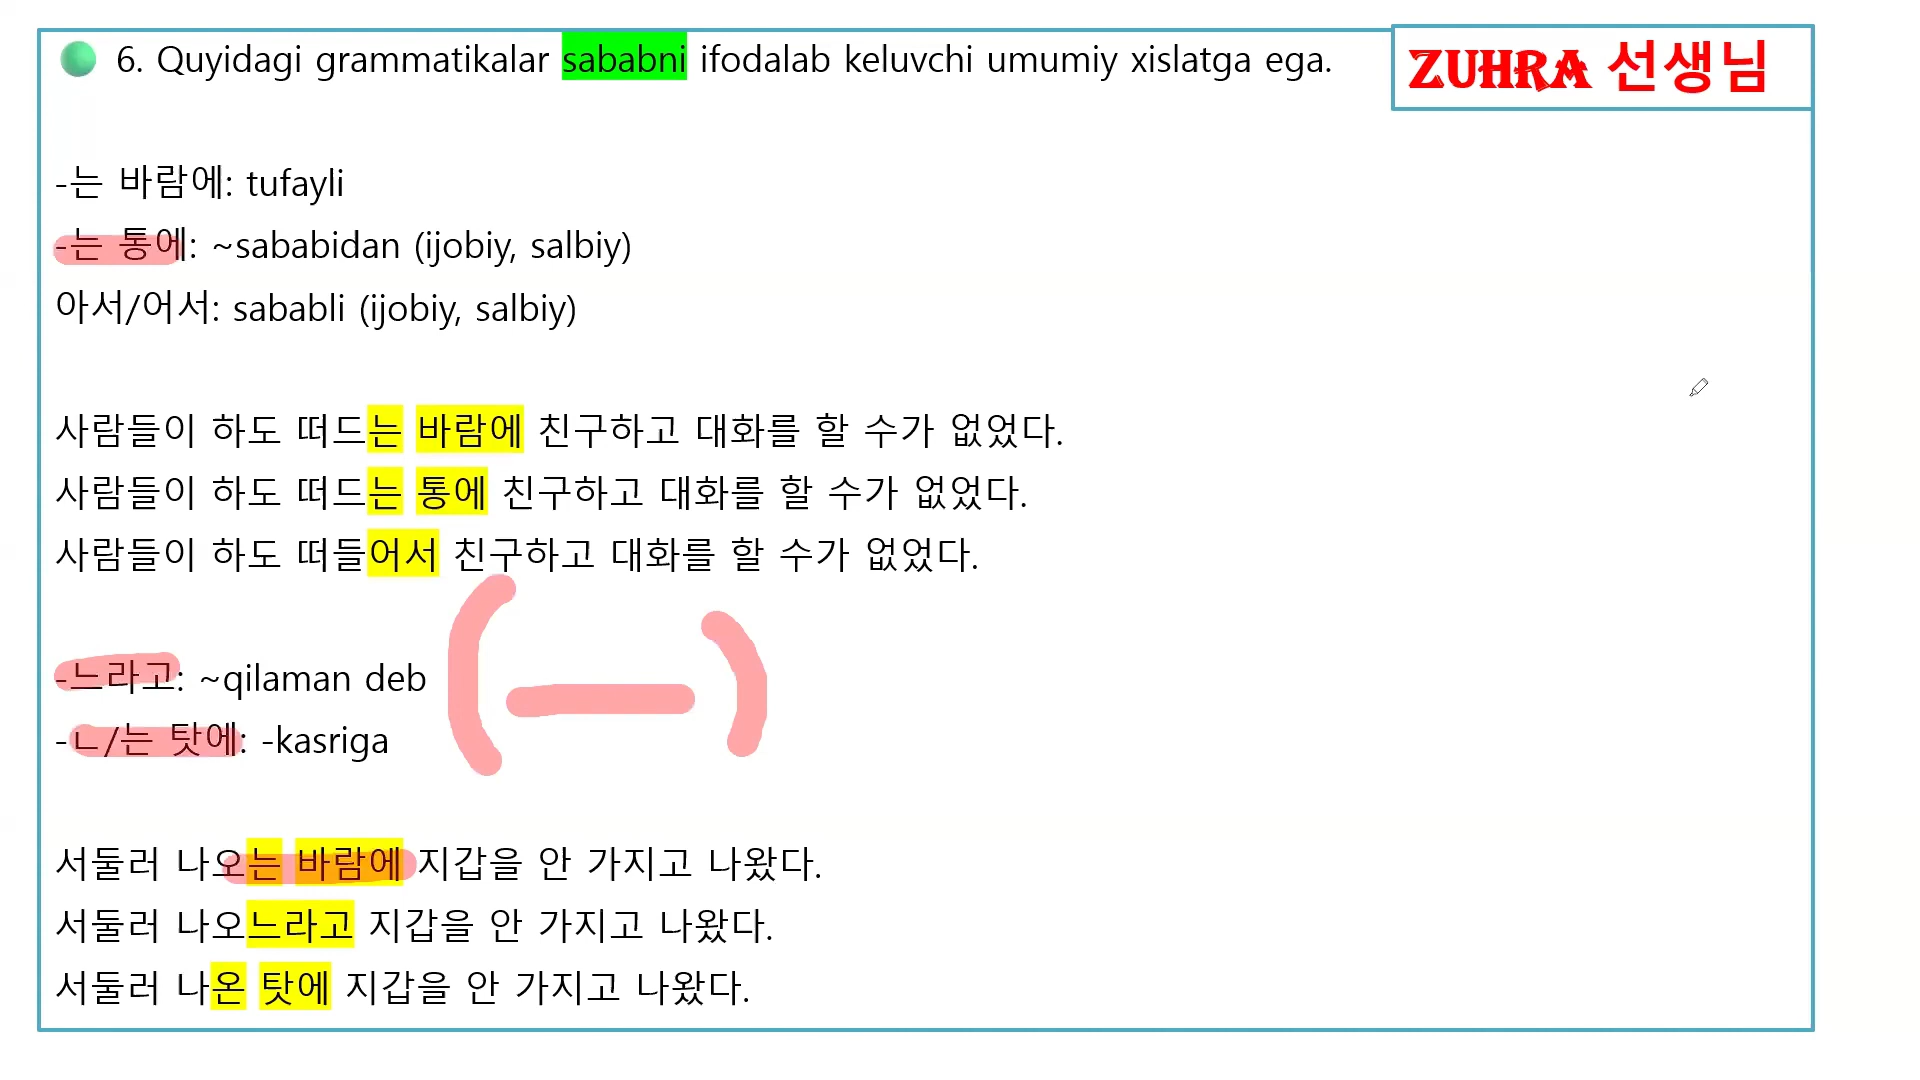 6. Quyidagi grammatikalar sababni ifodalab keluvchi umumiy xislatga ega.
ZUHRA 선생님
-는 바람에: tufayli
-는 통에: ~sababidan (ijobiy, salbiy)
아서/어서: sababli (ijobiy, salbiy)
사람들이 하도 떠드는 바람에 친구하고 대화를 할 수가 없었다.
사람들이 하도 떠드는 통에 친구하고 대화를 할 수가 없었다.
사람들이 하도 떠들어서 친구하고 대화를 할 수가 없었다.
-느라고: ~qilaman deb
-ㄴ/는 탓에: -kasriga
서둘러 나오는 바람에 지갑을 안 가지고 나왔다.
서둘러 나오느라고 지갑을 안 가지고 나왔다.
서둘러 나온 탓에 지갑을 안 가지고 나왔다.